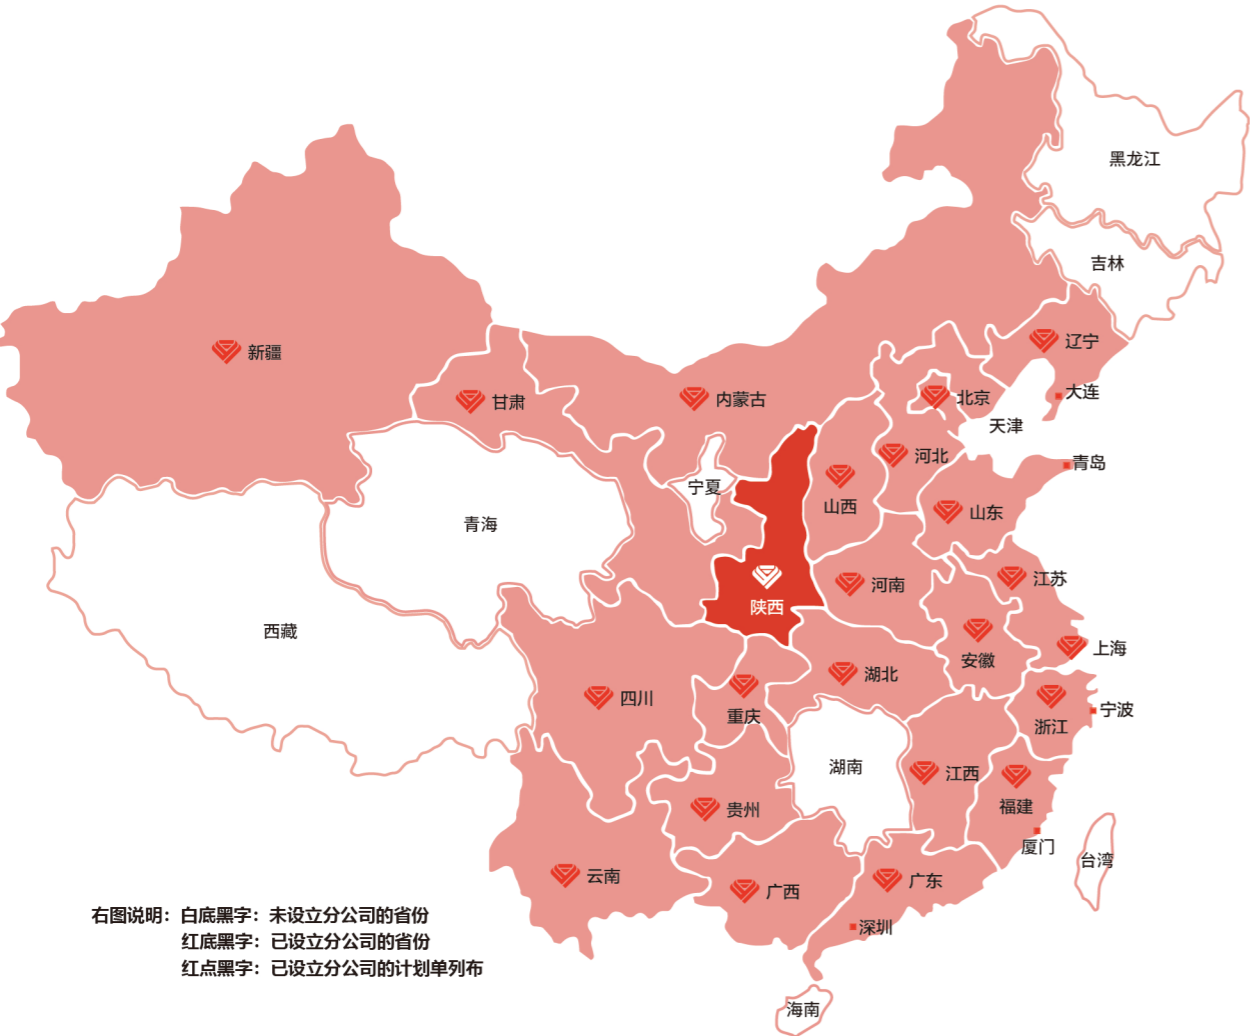 黑龙江
吉林
辽宁
新疆
甘肃
内蒙古
北京
大连
天津
河北
青岛
宁夏
山西
山东
青海
陕西
河南
江苏
西藏
安徽
上海
四川
重庆
湖北
宁波
浙江
湖南
江西
福建
贵州
厦门
台湾
云南
广西
广东
深圳
海南
右图说明：白底黑字：未设立分公司的省份
红底黑字：已设立分公司的省份
红点黑字：已设立分公司的计划单列布